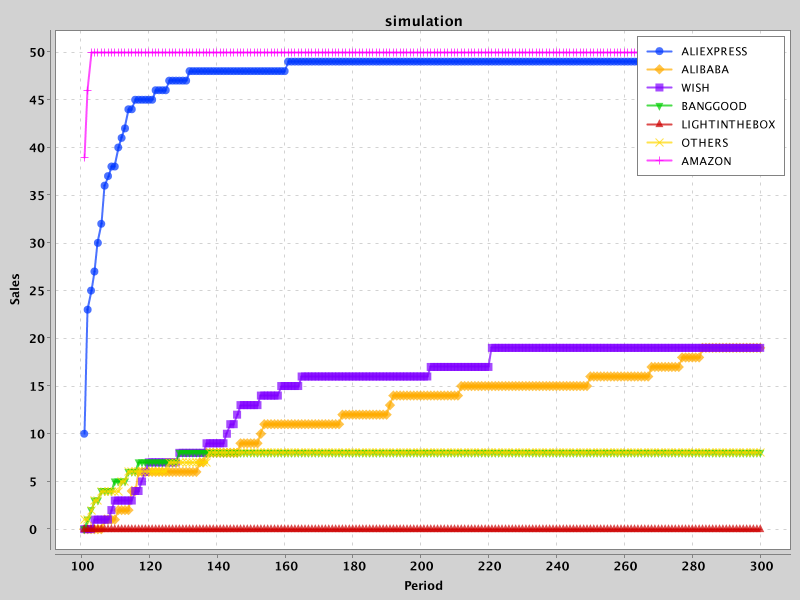 simulation
50
45
40
35
30
25
20
15
10
5
0
Sales
100 120 140 160 180 200 220 240 260 280 300
Period
ALIEXPRESS
ALIBABA
WISH
BANGGOOD
LIGHTINTHEBOX
OTHERS
AMAZON